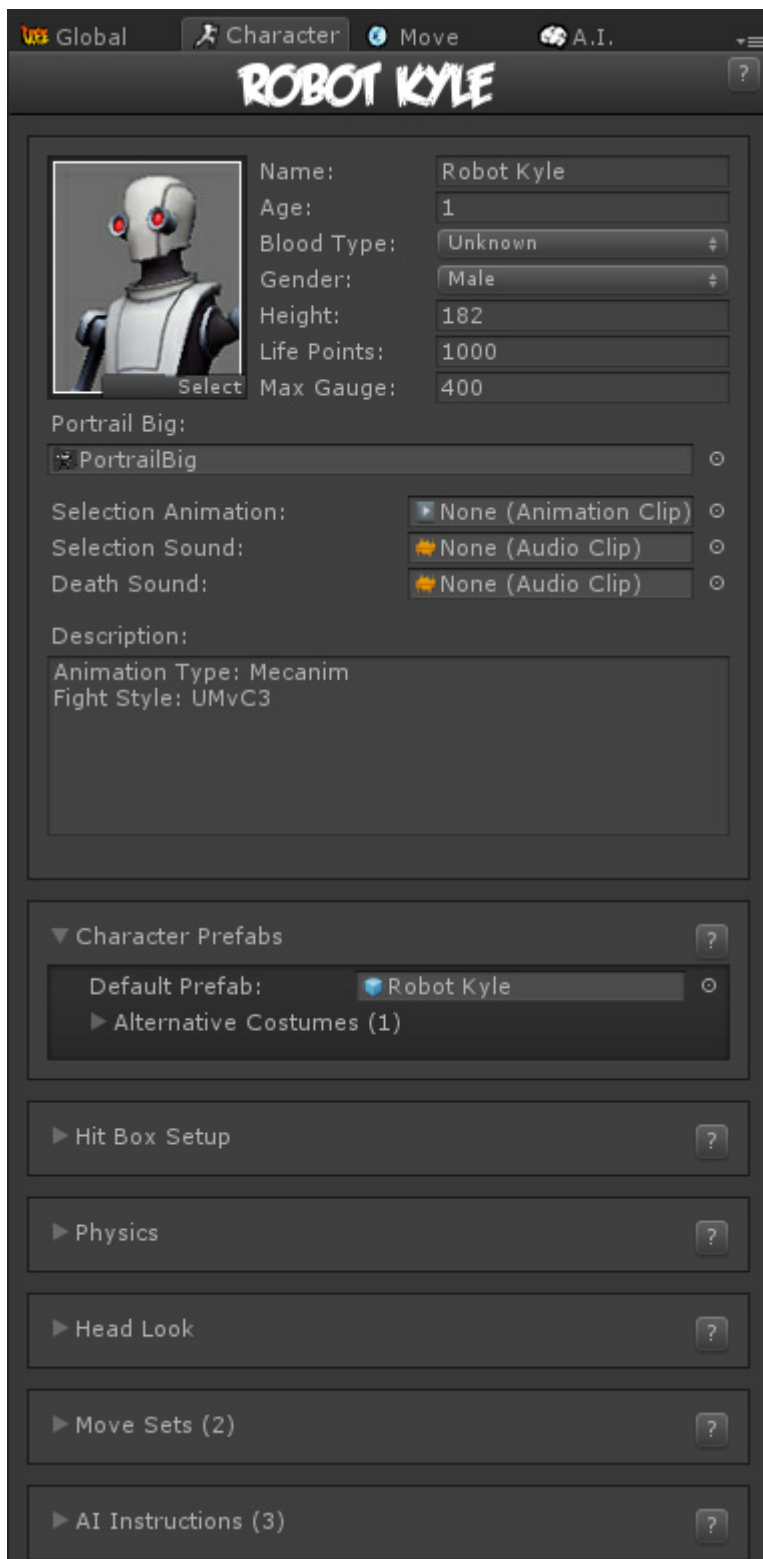 UFE Global Character Move A.I.
ROBOT KYLE ?
Name: Robot Kyle
Age: 1
Blood Type: Unknown
Gender: Male
Height: 182
Life Points: 1000
Select Max Gauge: 400
Portrail Big:
PortrailBig
Selection Animation: None (Animation Clip)
Selection Sound: None (Audio Clip)
Death Sound: None (Audio Clip)
Description:
Animation Type: Mecanim
Fight Style: UMvC3
Character Prefabs ?
Default Prefab: Robot Kyle
Alternative Costumes (1)
Hit Box Setup ?
Physics ?
Head Look ?
Move Sets (2) ?
AI Instructions (3) ?